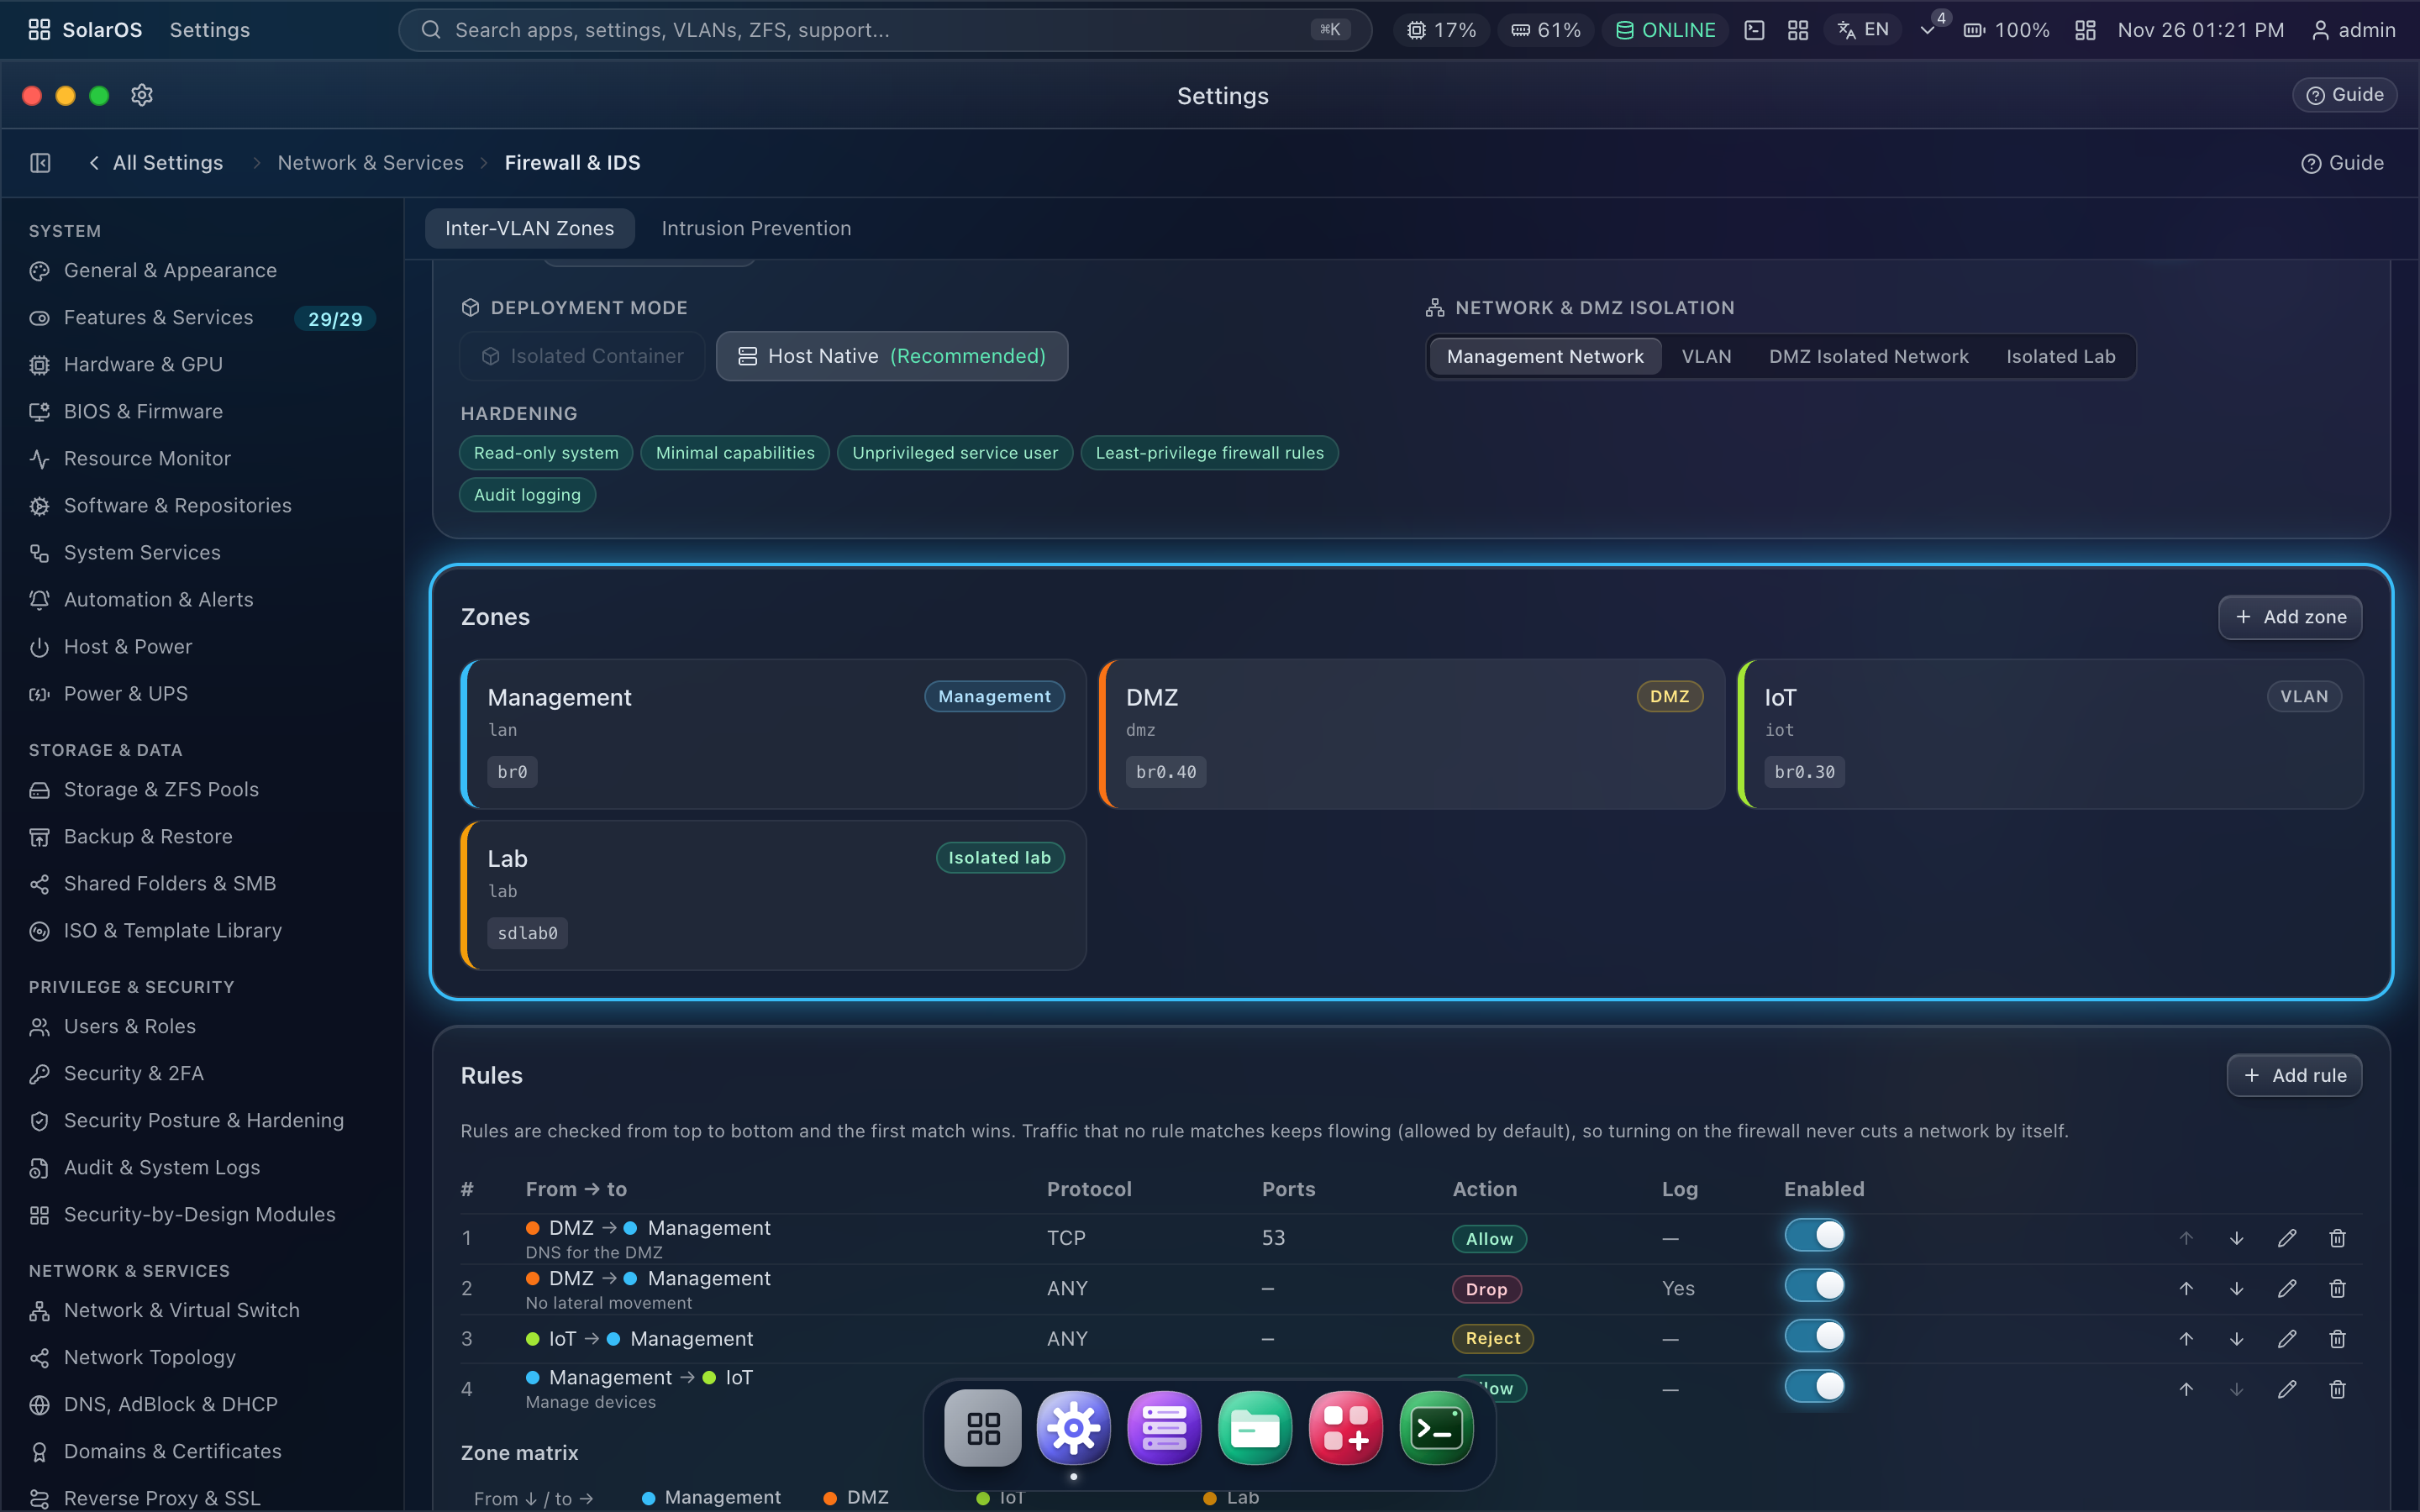 SolarOS Settings Search apps, settings, VLANs, ZFS, support... ⌘K 17% 61% ONLINE EN 4 100% Nov 26 01:21 PM admin
Settings Guide
All Settings Network & Services Firewall & IDS Guide
SYSTEM
General & Appearance
Features & Services 29/29
Hardware & GPU
BIOS & Firmware
Resource Monitor
Software & Repositories
System Services
Automation & Alerts
Host & Power
Power & UPS
STORAGE & DATA
Storage & ZFS Pools
Backup & Restore
Shared Folders & SMB
ISO & Template Library
PRIVILEGE & SECURITY
Users & Roles
Security & 2FA
Security Posture & Hardening
Audit & System Logs
Security-by-Design Modules
NETWORK & SERVICES
Network & Virtual Switch
Network Topology
DNS, AdBlock & DHCP
Domains & Certificates
Reverse Proxy & SSL
Inter-VLAN Zones Intrusion Prevention
DEPLOYMENT MODE
Isolated Container Host Native (Recommended)
NETWORK & DMZ ISOLATION
Management Network VLAN DMZ Isolated Network Isolated Lab
HARDENING
Read-only system Minimal capabilities Unprivileged service user Least-privilege firewall rules
Audit logging
Zones + Add zone
Management Management
lan
br0
DMZ DMZ
dmz
br0.40
IoT VLAN
iot
br0.30
Lab Isolated lab
lab
sdlab0
Rules + Add rule
Rules are checked from top to bottom and the first match wins. Traffic that no rule matches keeps flowing (allowed by default), so turning on the firewall never cuts a network by itself.
# From → to Protocol Ports Action Log Enabled
1 DMZ → Management TCP 53 Allow —
DNS for the DMZ
2 DMZ → Management ANY — Drop Yes
No lateral movement
3 IoT → Management ANY — Reject —
4 Management → IoT —
Manage devices
Zone matrix
From ↓ / to → Management DMZ IoT Lab